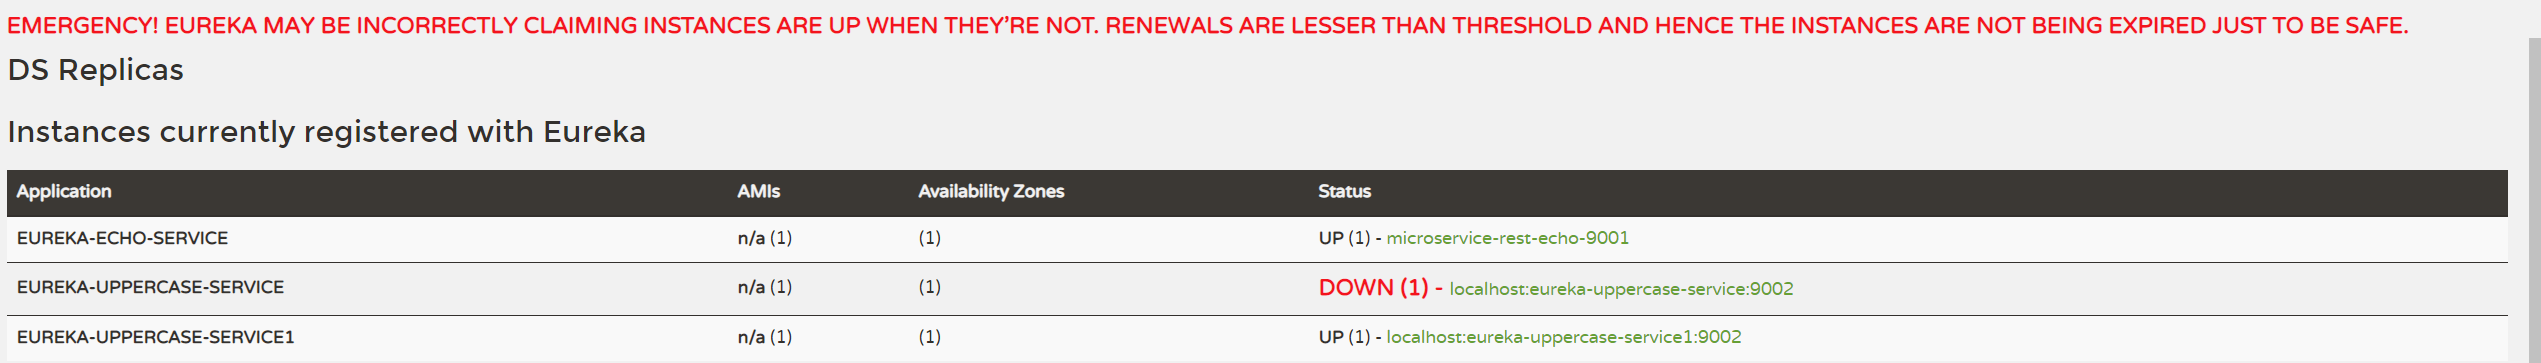 EMERGENCY! EUREKA MAY BE INCORRECTLY CLAIMING INSTANCES ARE UP WHEN THEY'RE NOT. RENEWALS ARE LESSER THAN THRESHOLD AND HENCE THE INSTANCES ARE NOT BEING EXPIRED JUST TO BE SAFE.
DS Replicas
Instances currently registered with Eureka
Application AMIs Availability Zones Status
EUREKA-ECHO-SERVICE n/a (1) (1) UP (1) - microservice-rest-echo-9001
EUREKA-UPPERCASE-SERVICE n/a (1) (1) DOWN (1) - localhost:eureka-uppercase-service:9002
EUREKA-UPPERCASE-SERVICE1 n/a (1) (1) UP (1) - localhost:eureka-uppercase-service1:9002